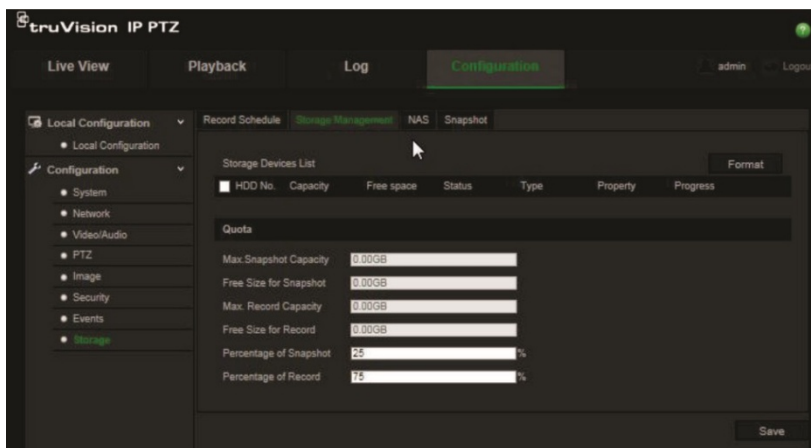 truVision IP PTZ
Live View Playback Log Configuration admin Logou
Local Configuration
Local Configuration
Configuration
System
Network
Video/Audio
PTZ
Image
Security
Events
Storage
Record Schedule Storage Management NAS Snapshot
Storage Devices List Format
HDD No. Capacity Free space Status Type Property Progress
Quota
Max.Snapshot Capacity 0.00GB
Free Size for Snapshot 0.00GB
Max. Record Capacity 0.00GB
Free Size for Record 0.00GB
Percentage of Snapshot 25 %
Percentage of Record 75 %
Save